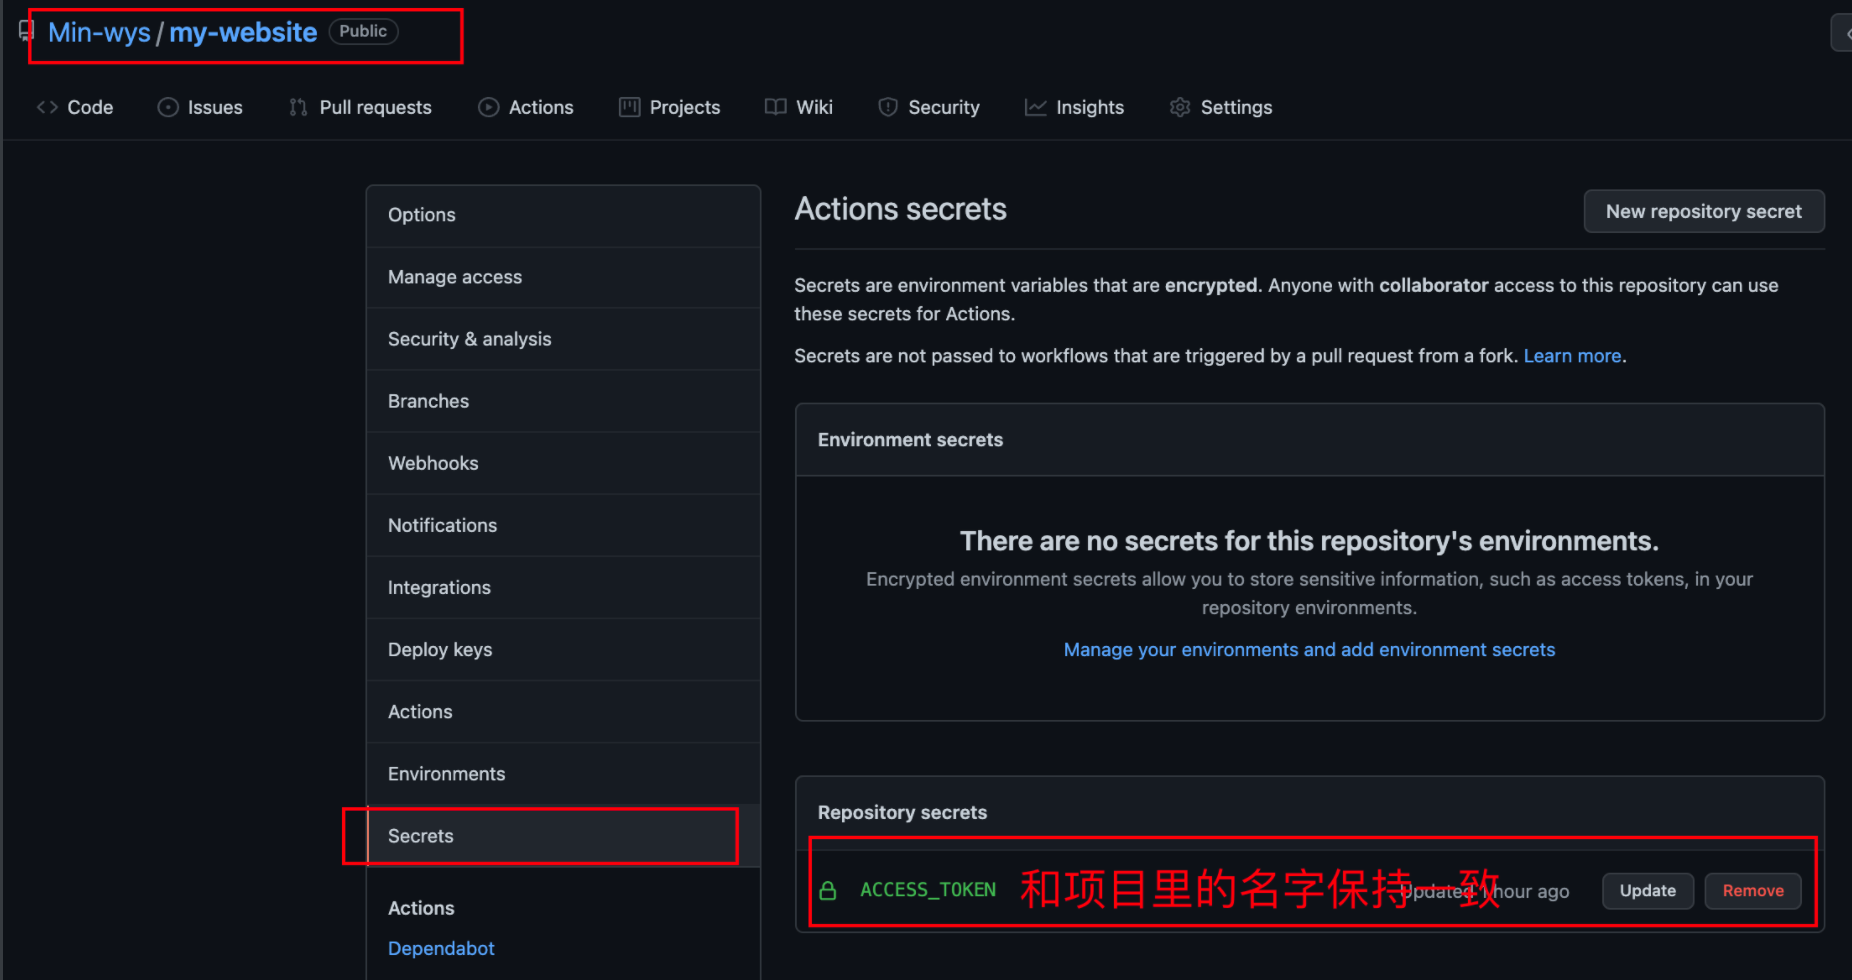 Min-wys / my-website Public
Code Issues Pull requests Actions Projects Wiki Security Insights Settings
Options
Manage access
Security & analysis
Branches
Webhooks
Notifications
Integrations
Deploy keys
Actions
Environments
Secrets
Actions
Dependabot
Actions secrets
New repository secret
Secrets are environment variables that are encrypted. Anyone with collaborator access to this repository can use
these secrets for Actions.
Secrets are not passed to workflows that are triggered by a pull request from a fork. Learn more.
Environment secrets
There are no secrets for this repository's environments.
Encrypted environment secrets allow you to store sensitive information, such as access tokens, in your
repository environments.
Manage your environments and add environment secrets
Repository secrets
ACCESS_TOKEN 和项目里的名字保持一致 Updated 1 hour ago Update Remove